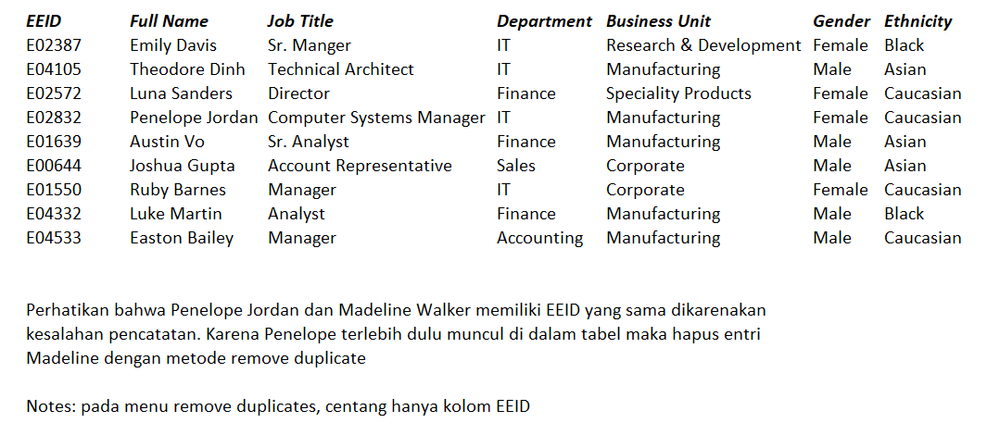 EEID Full Name Job Title Department Business Unit Gender Ethnicity
E02387 Emily Davis Sr. Manger IT Research & Development Female Black
E04105 Theodore Dinh Technical Architect IT Manufacturing Male Asian
E02572 Luna Sanders Director Finance Speciality Products Female Caucasian
E02832 Penelope Jordan Computer Systems Manager IT Manufacturing Female Caucasian
E01639 Austin Vo Sr. Analyst Finance Manufacturing Male Asian
E00644 Joshua Gupta Account Representative Sales Corporate Male Asian
E01550 Ruby Barnes Manager IT Corporate Female Caucasian
E04332 Luke Martin Analyst Finance Manufacturing Male Black
E04533 Easton Bailey Manager Accounting Manufacturing Male Caucasian
Perhatikan bahwa Penelope Jordan dan Madeline Walker memiliki EEID yang sama dikarenakan
kesalahan pencatatan. Karena Penelope terlebih dulu muncul di dalam tabel maka hapus entri
Madeline dengan metode remove duplicate
Notes: pada menu remove duplicates, centang hanya kolom EEID